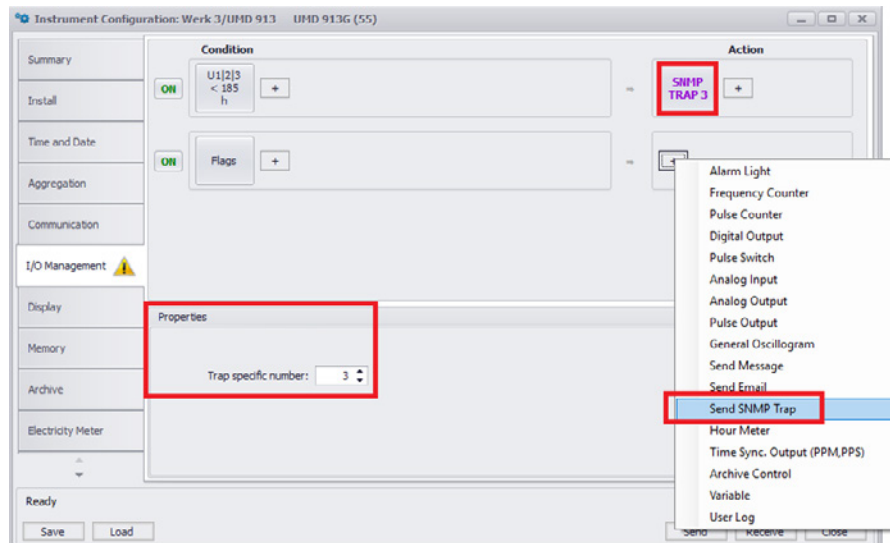 Instrument Configuration: Werk 3/UMD 913 UMD 913G (55)
Summary
Install
Time and Date
Aggregation
Communication
I/O Management
Display
Memory
Archive
Electricity Meter
Condition
Action
ON
U1|2|3
< 185
h
+
SNMP
TRAP 3
+
ON
Flags
+
+
Properties
Trap specific number: 3
Alarm Light
Frequency Counter
Pulse Counter
Digital Output
Pulse Switch
Analog Input
Analog Output
Pulse Output
General Oscillogram
Send Message
Send Email
Send SNMP Trap
Hour Meter
Time Sync. Output (PPM,PPS)
Archive Control
Variable
User Log
Ready
Save Load Send Receive Close